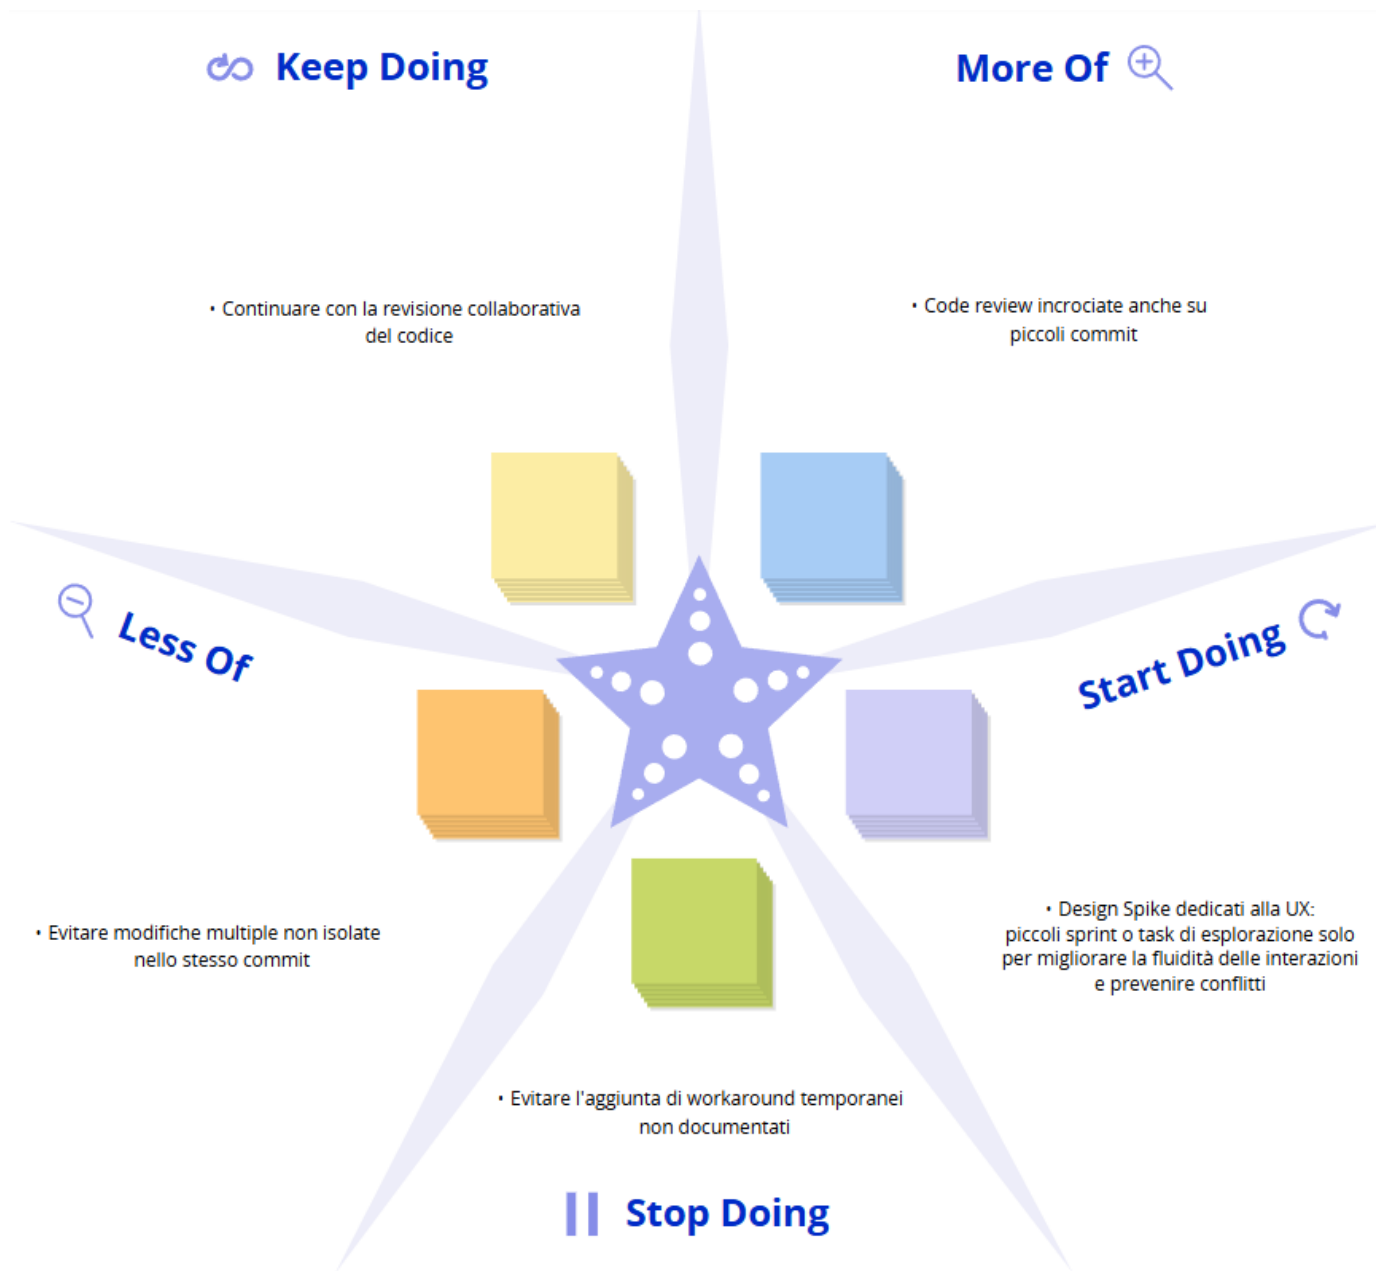 Keep Doing
More Of
• Continuare con la revisione collaborativa
del codice
• Code review incrociate anche su
piccoli commit
Less Of
Start Doing
• Evitare modifiche multiple non isolate
nello stesso commit
• Design Spike dedicati alla UX:
piccoli sprint o task di esplorazione solo
per migliorare la fluidità delle interazioni
e prevenire conflitti
• Evitare l'aggiunta di workaround temporanei
non documentati
Stop Doing